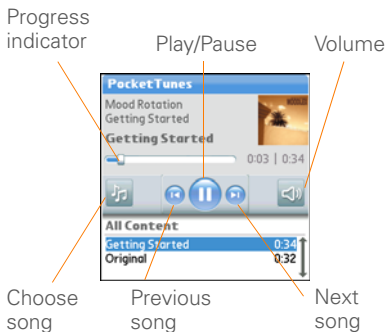 Progress
indicator
Play/Pause
Volume
PocketTunes
Mood Rotation
Getting Started
Getting Started
0:03 | 0:34
All Content
Getting Started 0:34
Original 0:32
Choose
song
Previous
song
Next
song